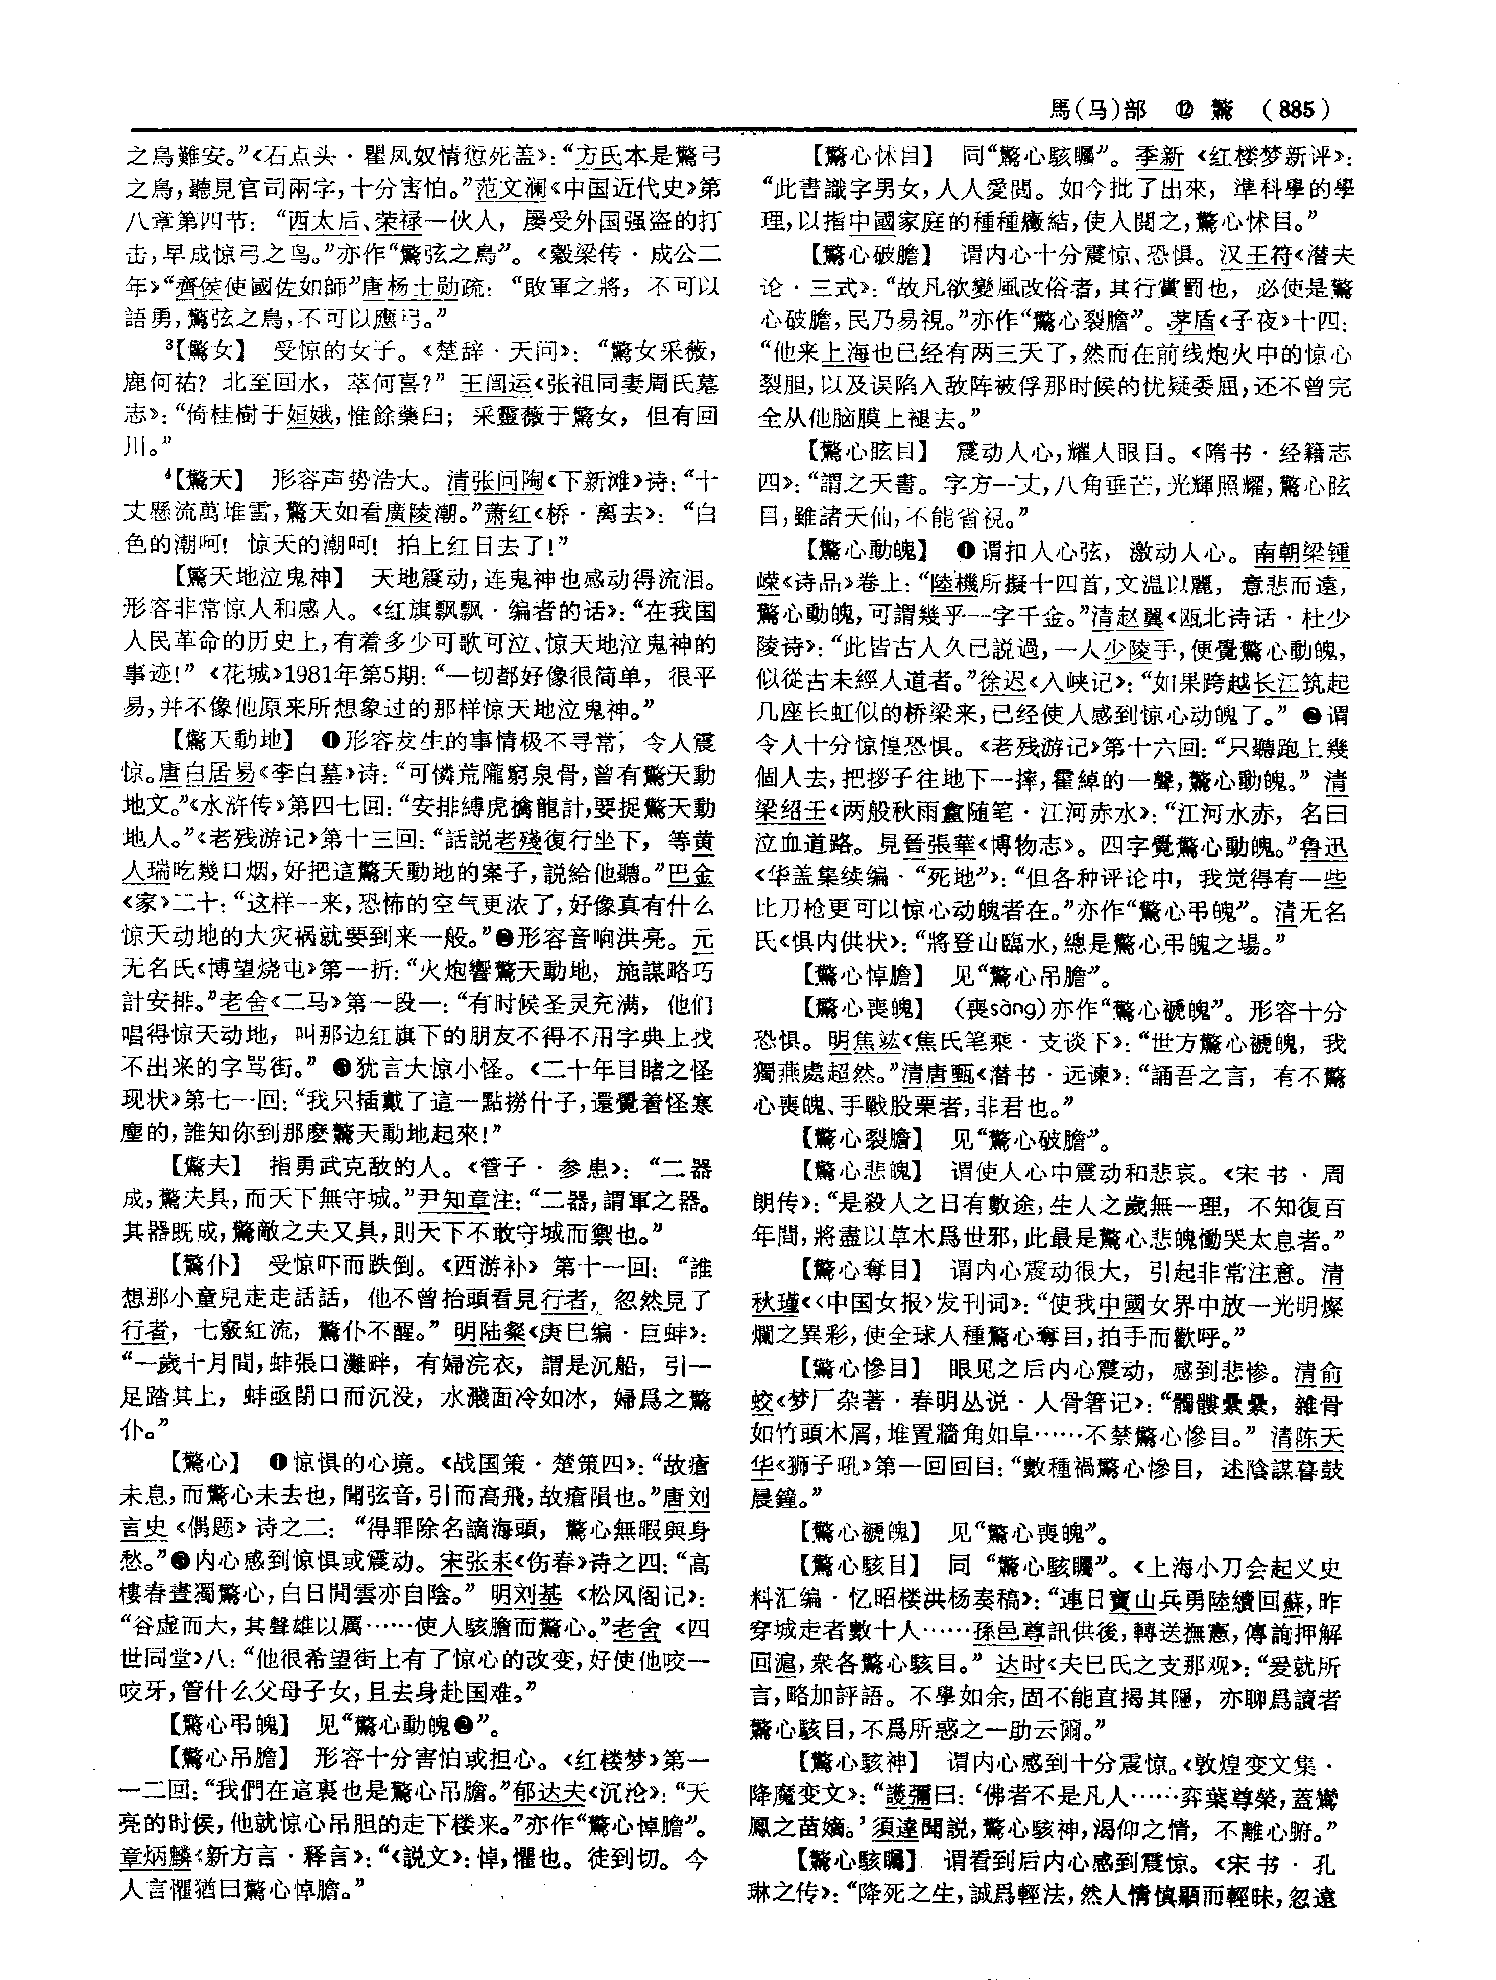 馬(马)部 ⑫ 驚 (885)
之鳥難安。”《石点头·瞿凤奴情愆死盖》：“方氏本是驚弓
之鳥，聽見官司兩字，十分害怕。”范文澜《中国近代史》第
八章第四节：“西太后、荣禄一伙人，屡受外国强盗的打
击，早成惊弓之鸟。”亦作“驚弦之鳥”。《穀梁传·成公二
年》“齊侯使國佐如師”唐杨士勋疏：“敗軍之將，不可以
語勇，驚弦之鳥，不可以應弓。”
³【驚女】 受惊的女子。《楚辞·天问》：“驚女采薇，
鹿何祐？北至回水，萃何喜？”王闿运《张祖同妻周氏墓
志》：“倚桂樹于姮娥，惟餘藥臼；采靈薇于驚女，但有回
川。”
⁴【驚天】 形容声势浩大。清张问陶《下新滩》诗：“十
丈懸流萬堆雪，驚天如看廣陵潮。”萧红《桥·离去》：“白
色的潮呵！惊天的潮呵！拍上红日去了！”
【驚天地泣鬼神】 天地震动，连鬼神也感动得流泪。
形容非常惊人和感人。《红旗飘飘·编者的话》：“在我国
人民革命的历史上，有着多少可歌可泣、惊天地泣鬼神的
事迹！”《花城》1981年第5期：“一切都好像很简单，很平
易，并不像他原来所想象过的那样惊天地泣鬼神。”
【驚天動地】 ❶形容发生的事情极不寻常，令人震
惊。唐白居易《李白墓》诗：“可憐荒隴窮泉骨，曾有驚天動
地文。”《水浒传》第四七回：“安排縛虎擒龍計，要捉驚天動
地人。”《老残游记》第十三回：“話説老殘復行坐下，等黄
人瑞吃幾口烟，好把這驚天動地的案子，説給他聽。”巴金
《家》二十：“这样一来，恐怖的空气更浓了，好像真有什么
惊天动地的大灾祸就要到来一般。”❷形容音响洪亮。元
无名氏《博望烧屯》第一折：“火炮響驚天動地，施謀略巧
計安排。”老舍《二马》第一段一：“有时候圣灵充满，他们
唱得惊天动地，叫那边红旗下的朋友不得不用字典上找
不出来的字骂街。”❸犹言大惊小怪。《二十年目睹之怪
现状》第七一回：“我只插戴了這一點撈什子，還覺着怪寒
塵的，誰知你到那麽驚天動地起來！”
【驚夫】 指勇武克敌的人。《管子·参患》：“二器
成，驚夫具，而天下無守城。”尹知章注：“二器，謂軍之器。
其器既成，驚敵之夫又具，則天下不敢守城而禦也。”
【驚仆】 受惊吓而跌倒。《西游补》第十一回：“誰
想那小童兒走走話話，他不曾抬頭看見行者，忽然見了
行者，七竅紅流，驚仆不醒。”明陆粲《庚巳编·巨蚌》：
“一歲十月間，蚌張口灘畔，有婦浣衣，謂是沉船，引一
足踏其上，蚌亟閉口而沉没，水濺面冷如冰，婦爲之驚
仆。”
【驚心】 ❶惊惧的心境。《战国策·楚策四》：“故瘡
未息，而驚心未去也，聞弦音，引而高飛，故瘡隕也。”唐刘
言史《偶题》诗之二：“得罪除名謫海頭，驚心無暇與身
愁。”❷内心感到惊惧或震动。宋张耒《伤春》诗之四：“高
樓春晝獨驚心，白日閒雲亦自陰。”明刘基《松风阁记》：
“谷虚而大，其聲雄以厲……使人駭膽而驚心。”老舍《四
世同堂》八：“他很希望街上有了惊心的改变，好使他咬一
咬牙，管什么父母子女，且去身赴国难。”
【驚心弔魄】 见“驚心動魄❷”。
【驚心吊膽】 形容十分害怕或担心。《红楼梦》第一
一二回：“我們在這裏也是驚心吊膽。”郁达夫《沉沦》：“天
亮的时侯，他就惊心吊胆的走下楼来。”亦作“驚心悼膽”。
章炳麟《新方言·释言》：“《説文》：悼，懼也。徒到切。今
人言懼猶曰驚心悼膽。”
【驚心怵目】 同“驚心駭矚”。季新《红楼梦新评》：
“此書識字男女，人人愛閲。如今批了出來，準科學的學
理，以指中國家庭的種種癥結，使人閲之，驚心怵目。”
【驚心破膽】 谓内心十分震惊、恐惧。汉王符《潜夫
论·三式》：“故凡欲變風改俗者，其行賞罰也，必使足驚
心破膽，民乃易視。”亦作“驚心裂膽”。茅盾《子夜》十四：
“他来上海也已经有两三天了，然而在前线炮火中的惊心
裂胆，以及误陷入敌阵被俘那时候的忧疑委屈，还不曾完
全从他脑膜上褪去。”
【驚心眩目】 震动人心，耀人眼目。《隋书·经籍志
四》：“謂之天書。字方一丈，八角垂芒，光輝照耀，驚心眩
目，雖諸天仙，不能省視。”
【驚心動魄】 ❶谓扣人心弦，激动人心。南朝梁锺
嵘《诗品》卷上：“陸機所擬十四首，文温以麗，意悲而遠，
驚心動魄，可謂幾乎一字千金。”清赵翼《瓯北诗话·杜少
陵诗》：“此皆古人久已説過，一入少陵手，便覺驚心動魄，
似從古未經人道者。”徐迟《入峡记》：“如果跨越长江筑起
几座长虹似的桥梁来，已经使人感到惊心动魄了。”❷谓
令人十分惊惶恐惧。《老残游记》第十六回：“只聽跑上幾
個人去，把拶子往地下一摔，霍綽的一聲，驚心動魄。”清
梁绍壬《两般秋雨盦随笔·江河赤水》：“江河水赤，名曰
泣血道路。見晉張華《博物志》。四字覺驚心動魄。”鲁迅
《华盖集续编·“死地”》：“但各种评论中，我觉得有一些
比刀枪更可以惊心动魄者在。”亦作“驚心弔魄”。清无名
氏《惧内供状》：“將登山臨水，總是驚心弔魄之場。”
【驚心悼膽】 见“驚心吊膽”。
【驚心喪魄】 (喪sàng)亦作“驚心褫魄”。形容十分
恐惧。明焦竑《焦氏笔乘·支谈下》：“世方驚心褫魄，我
獨燕處超然。”清唐甄《潜书·远谏》：“誦吾之言，有不驚
心喪魄、手戰股栗者，非君也。”
【驚心裂膽】 见“驚心破膽”。
【驚心悲魄】 谓使人心中震动和悲哀。《宋书·周
朗传》：“是殺人之日有數途，生人之歲無一理，不知復百
年間，將盡以草木爲世邪，此最是驚心悲魄慟哭太息者。”
【驚心奪目】 谓内心震动很大，引起非常注意。清
秋瑾《〈中国女报〉发刊词》：“使我中國女界中放一光明燦
爛之異彩，使全球人種驚心奪目，拍手而歡呼。”
【驚心慘目】 眼见之后内心震动，感到悲惨。清俞
蛟《梦厂杂著·春明丛说·人骨箸记》：“髑髏纍纍，雜骨
如竹頭木屑，堆置牆角如阜……不禁驚心慘目。”清陈天
华《狮子吼》第一回回目：“數種禍驚心慘目，述陰謀暮鼓
晨鐘。”
【驚心褫魄】 见“驚心喪魄”。
【驚心駭目】 同“驚心駭矚”。《上海小刀会起义史
料汇编·忆昭楼洪杨奏稿》：“連日寶山兵勇陸續回蘇，昨
穿城走者數十人……孫邑尊訊供後，轉送撫憲，傳諭押解
回滬，衆各驚心駭目。”达时《夫巳氏之支那观》：“爰就所
言，略加評語。不學如余，固不能直揭其隱，亦聊爲讀者
驚心駭目，不爲所惑之一助云爾。”
【驚心駭神】 谓内心感到十分震惊。《敦煌变文集·
降魔变文》：“護彌曰：‘佛者不是凡人……弈葉尊榮，蓋鸞
鳳之苗嫡。’須達聞説，驚心駭神，渴仰之情，不離心腑。”
【驚心駭矚】 谓看到后内心感到震惊。《宋书·孔
琳之传》：“降死之生，誠爲輕法，然人情慎顯而輕昧，忽遠